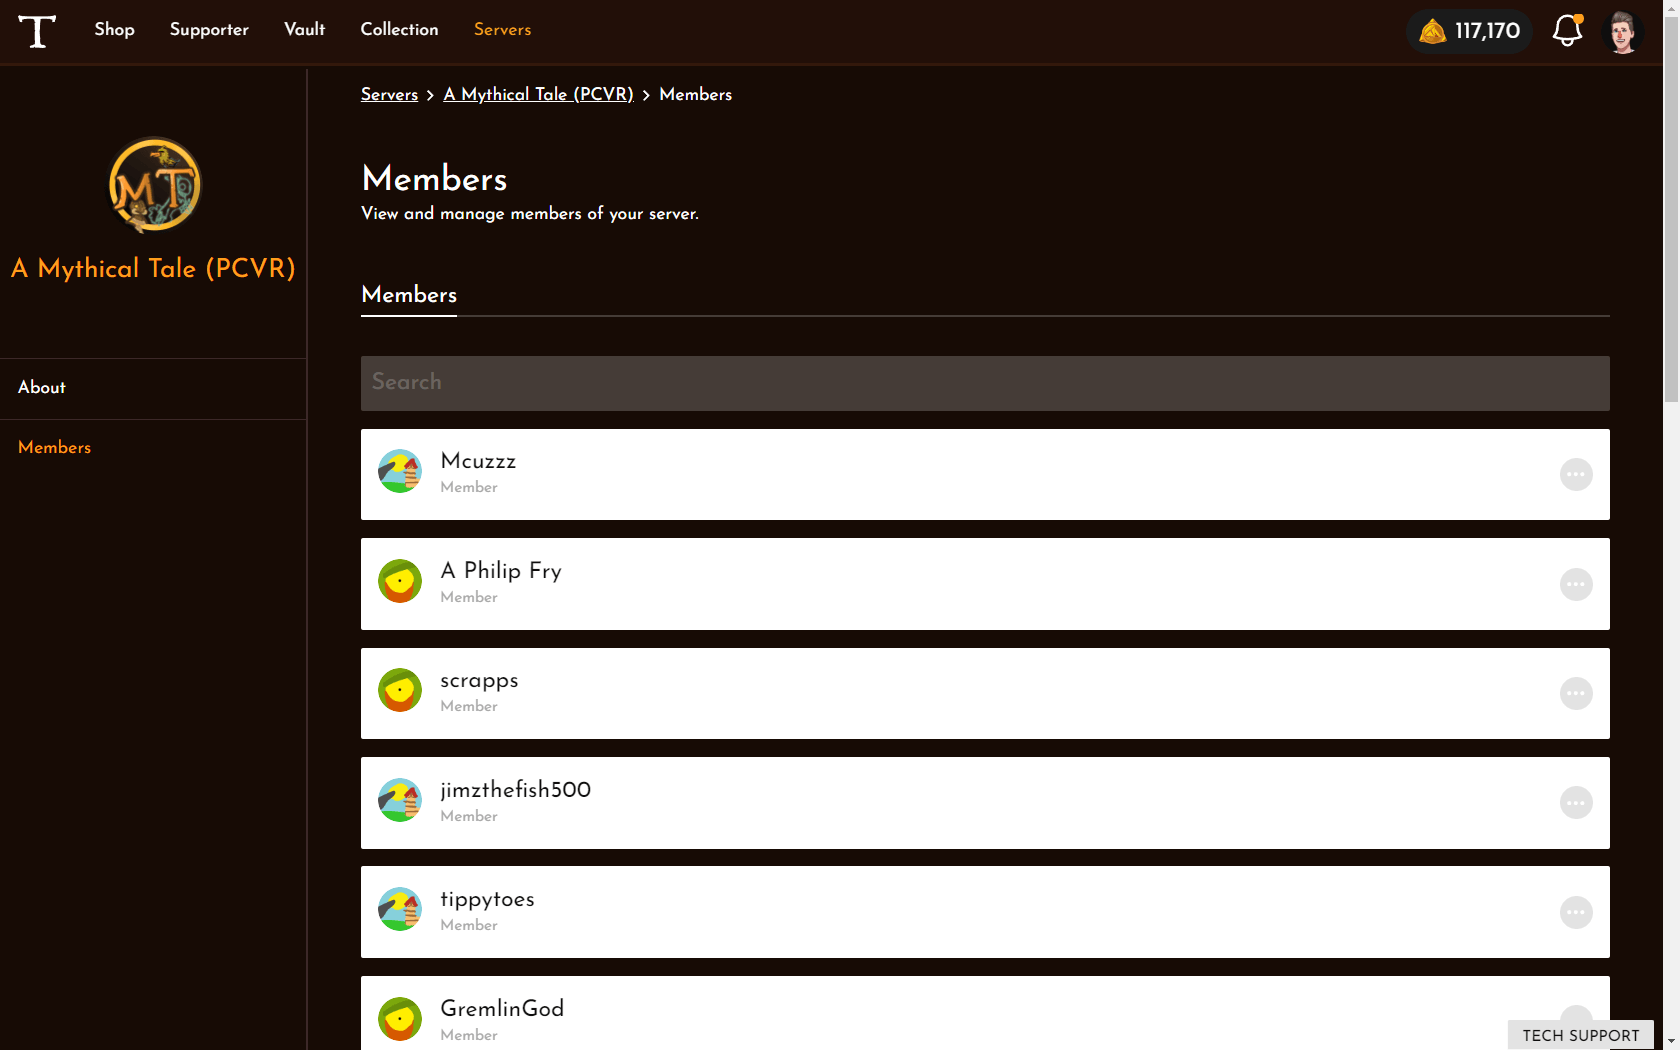 T
Shop
Supporter
Vault
Collection
Servers
117,170
MT
A Mythical Tale (PCVR)
About
Members
Servers > A Mythical Tale (PCVR) > Members
Members
View and manage members of your server.
Members
Search
Mcuzzz
Member
A Philip Fry
Member
scrapps
Member
jimzthefish500
Member
tippytoes
Member
GremlinGod
Member
TECH SUPPORT